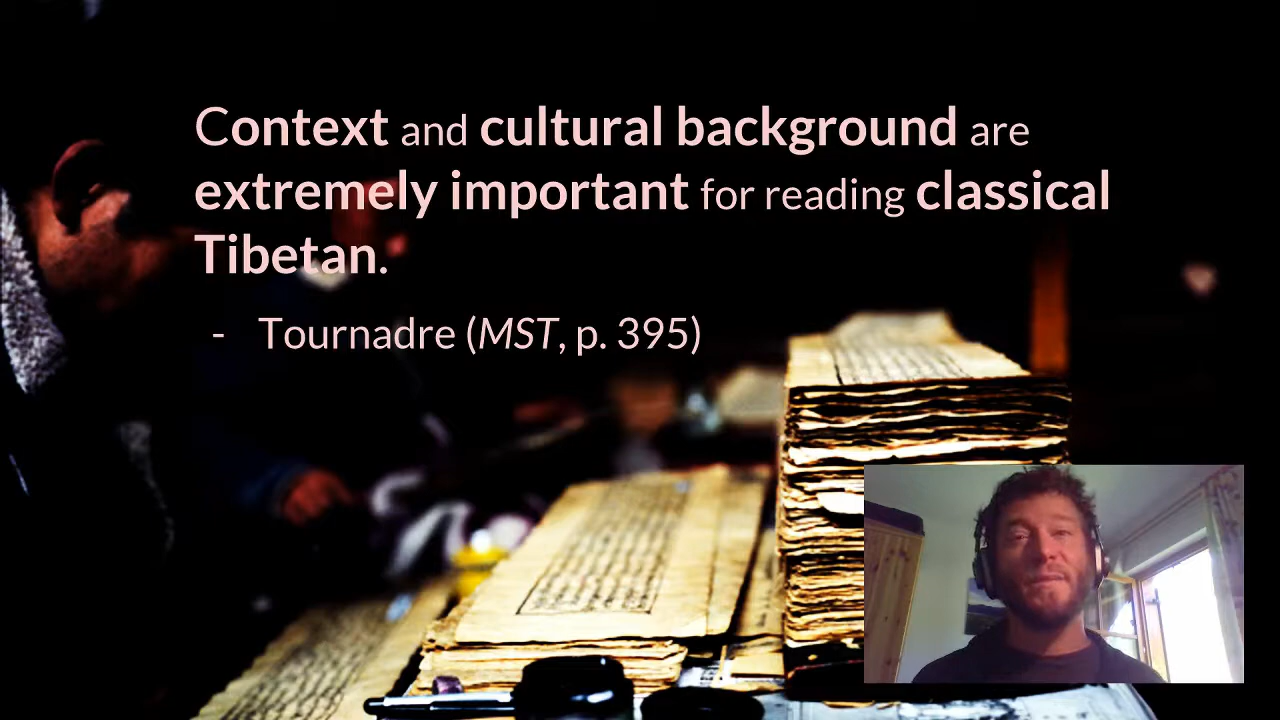 Context and cultural background are
extremely important for reading classical
Tibetan.
- Tournadre (MST, p. 395)